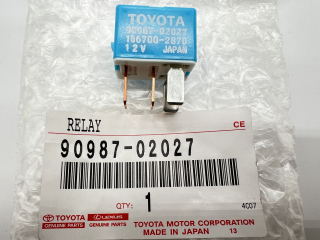 TOYOTA
90987-02027
156700-2870
12V JAPAN
RELAY
CE
90987-02027
QTY: 1
4C07
TOYOTA
GENUINE PARTS
LEXUS
GENUINE PARTS
TOYOTA MOTOR CORPORATION
MADE IN JAPAN 13